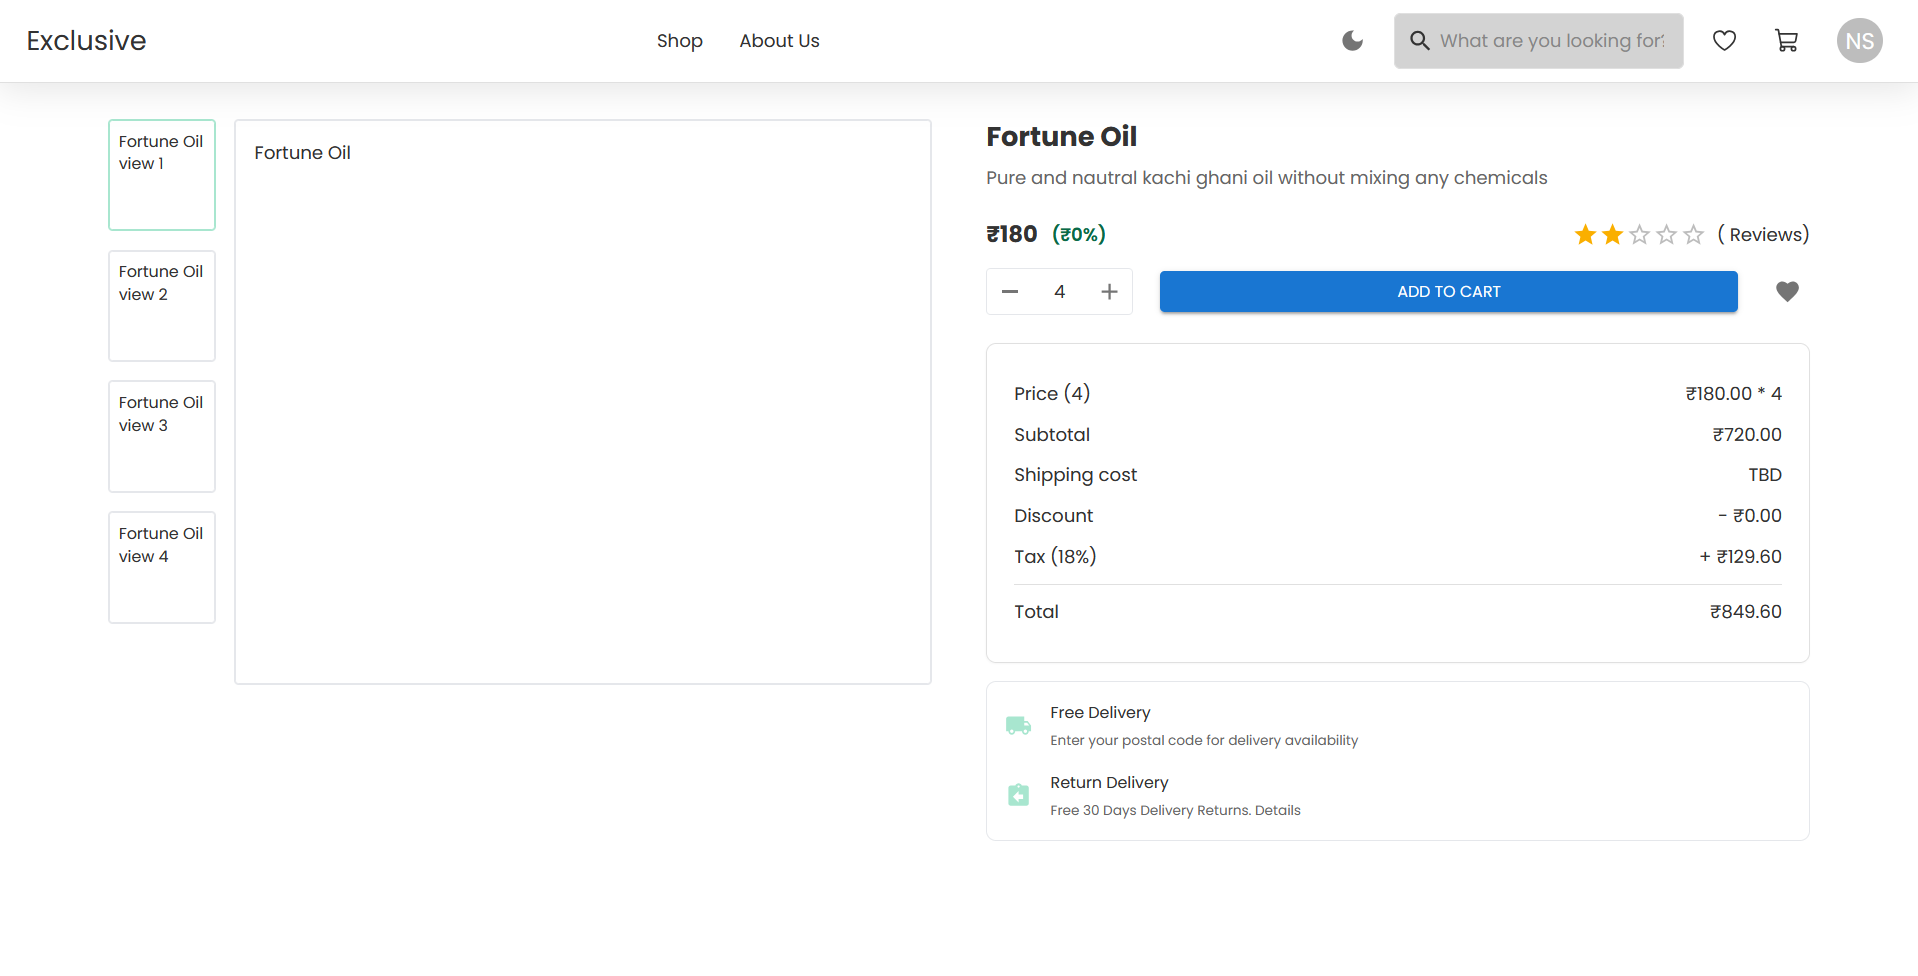 Exclusive
Shop
About Us
What are you looking for?
NS
Fortune Oil
view 1
Fortune Oil
view 2
Fortune Oil
view 3
Fortune Oil
view 4
Fortune Oil
Fortune Oil
Pure and nautral kachi ghani oil without mixing any chemicals
₹180 (₹0%)
( Reviews)
4
ADD TO CART
Price (4) ₹180.00 * 4
Subtotal ₹720.00
Shipping cost TBD
Discount - ₹0.00
Tax (18%) + ₹129.60
Total ₹849.60
Free Delivery
Enter your postal code for delivery availability
Return Delivery
Free 30 Days Delivery Returns. Details